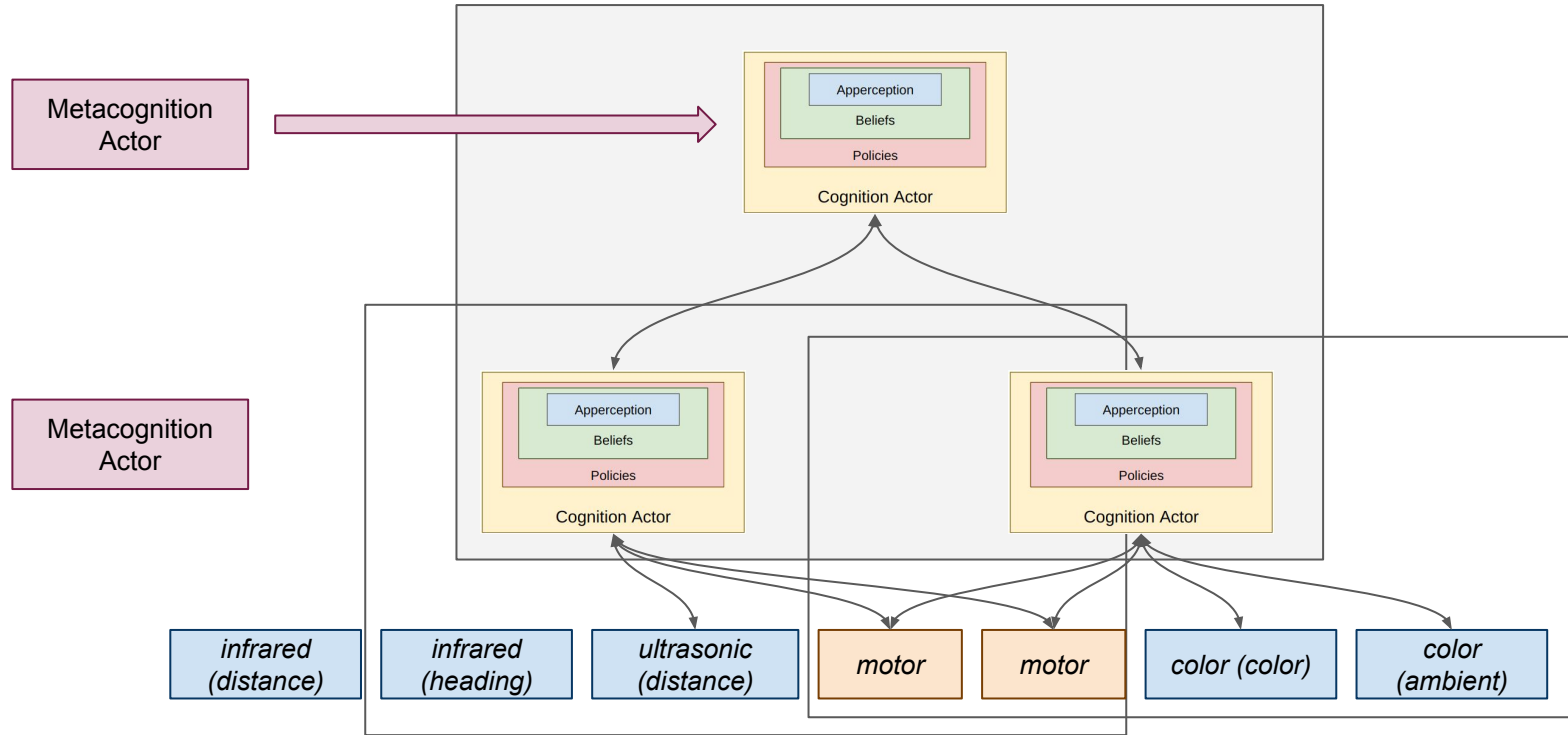 Metacognition
Actor
Apperception
Beliefs
Policies
Cognition Actor
Metacognition
Actor
Apperception
Beliefs
Policies
Cognition Actor
Apperception
Beliefs
Policies
Cognition Actor
infrared
(distance)
infrared
(heading)
ultrasonic
(distance)
motor
motor
color (color)
color
(ambient)